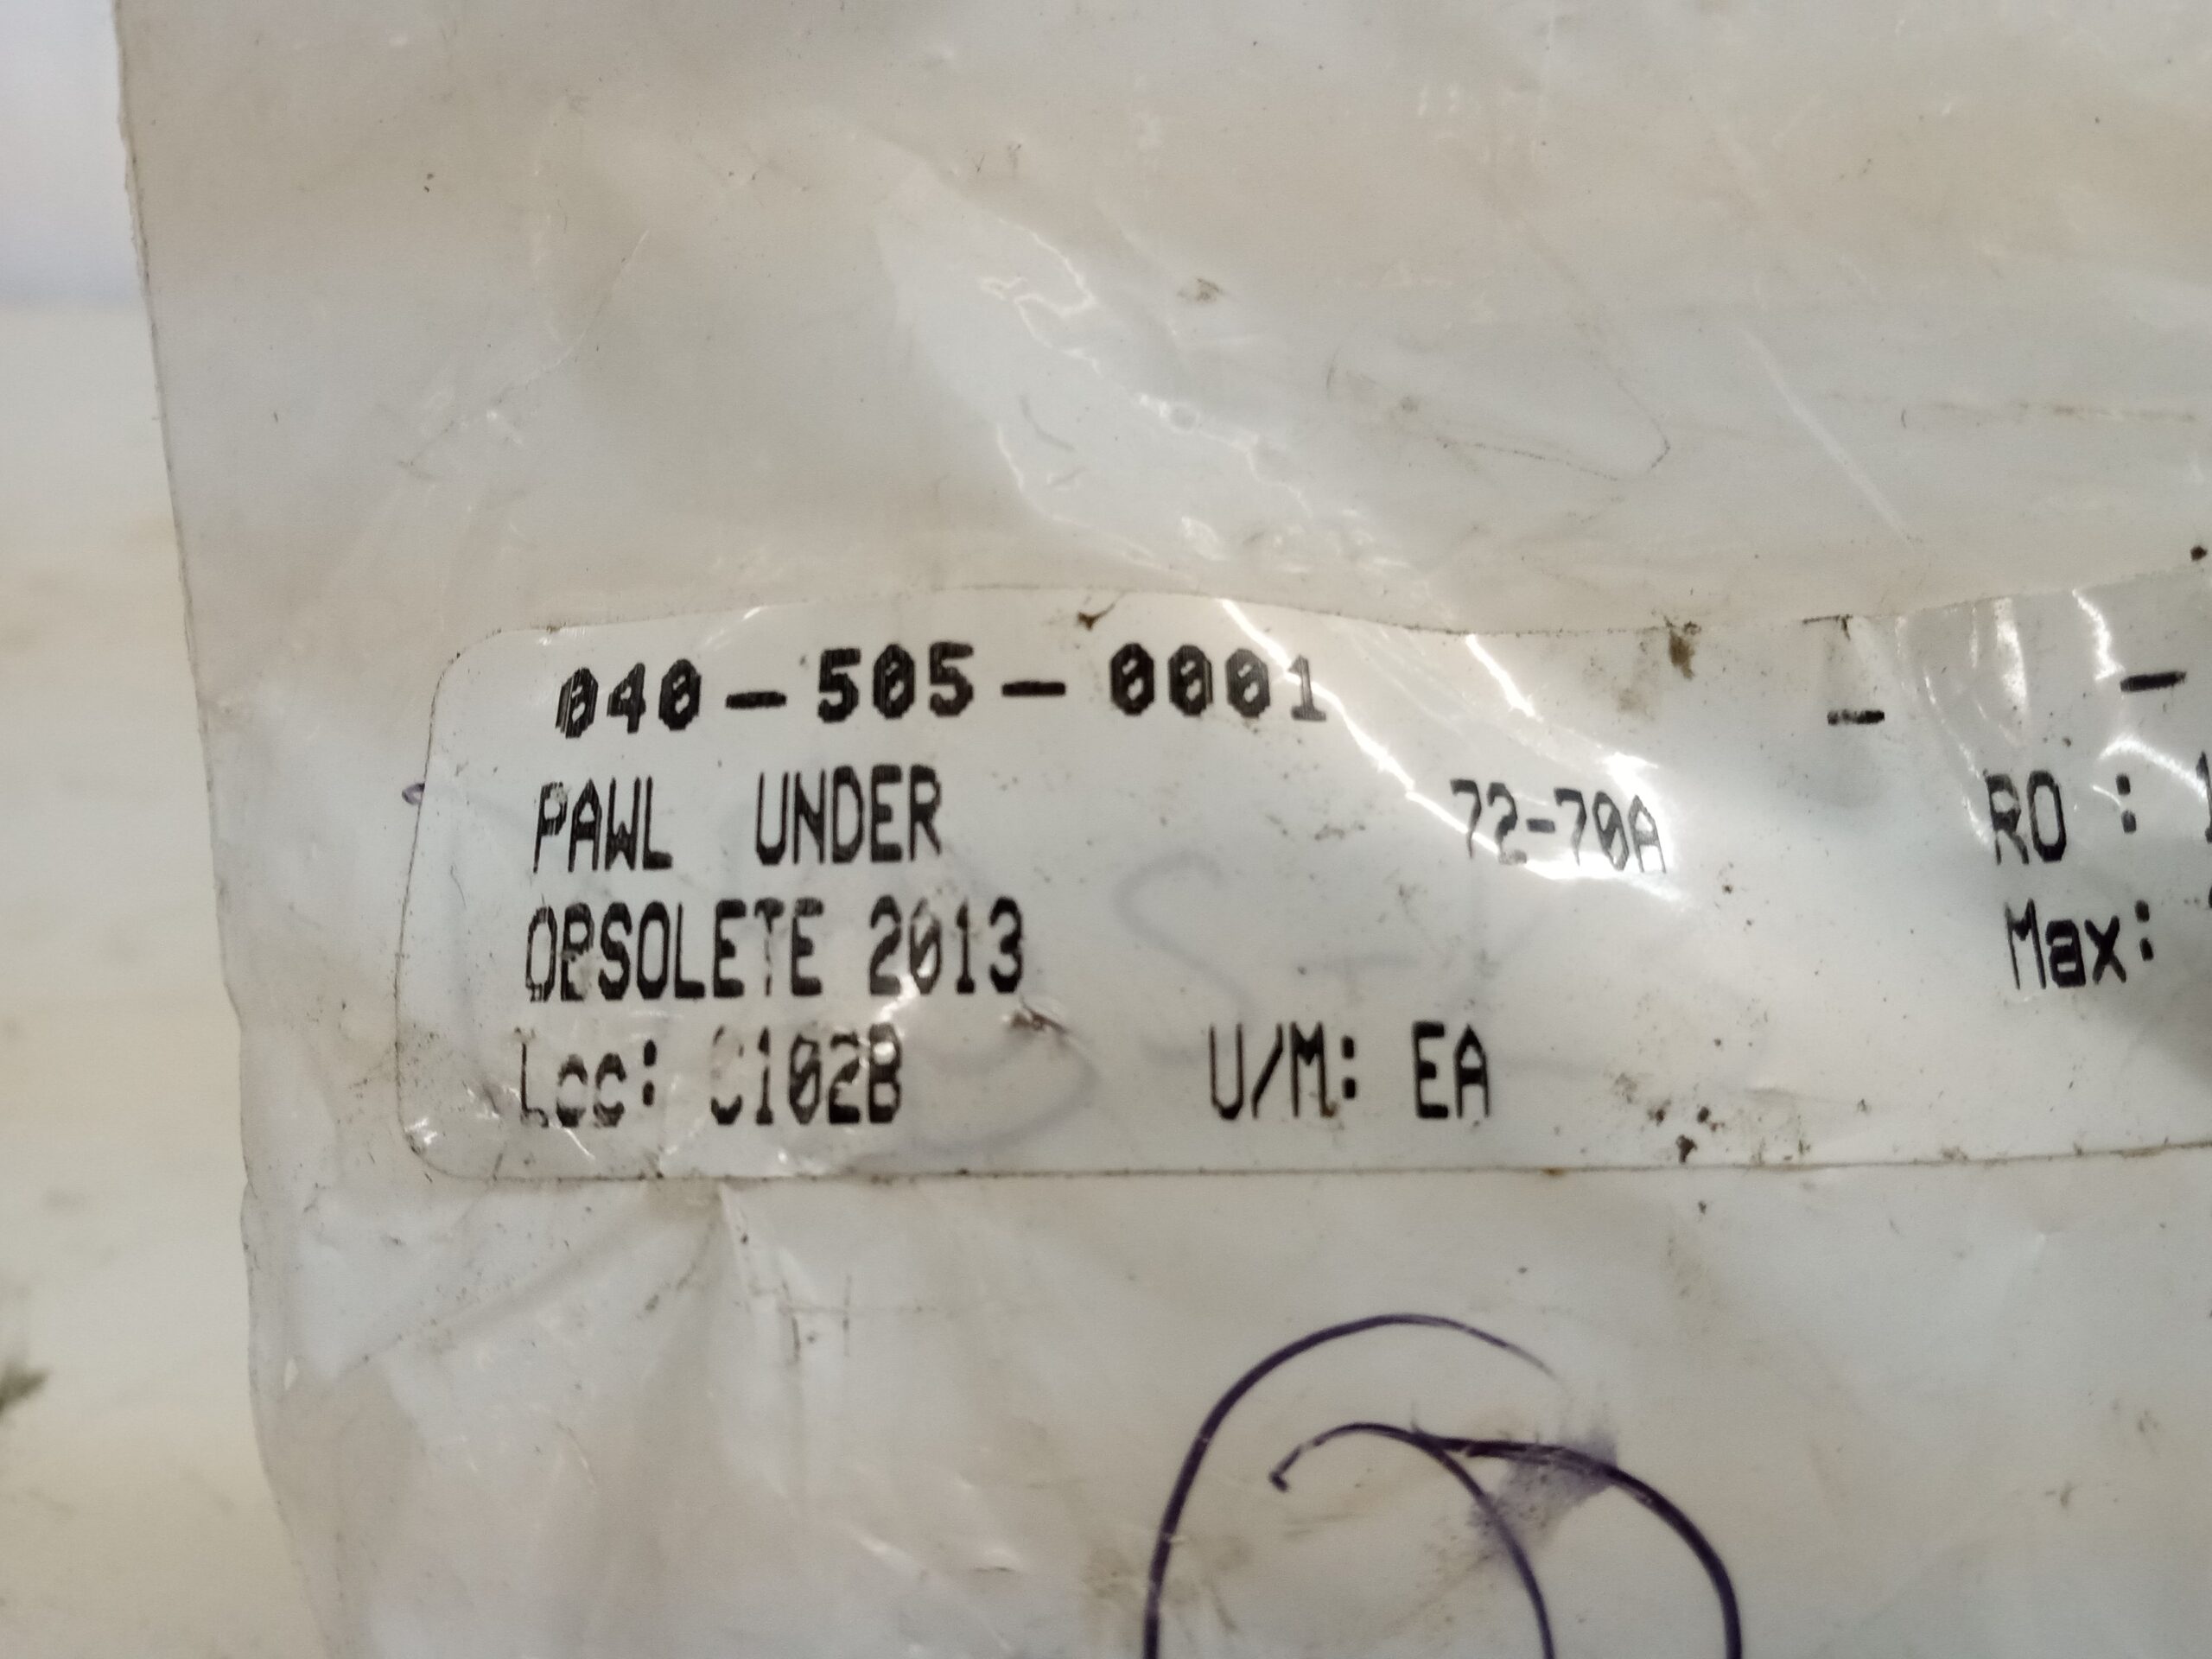 040-505-0001 - -
PAWL UNDER 72-70A RO :
OBSOLETE 2013 Max:
Loc: C102B U/M: EA